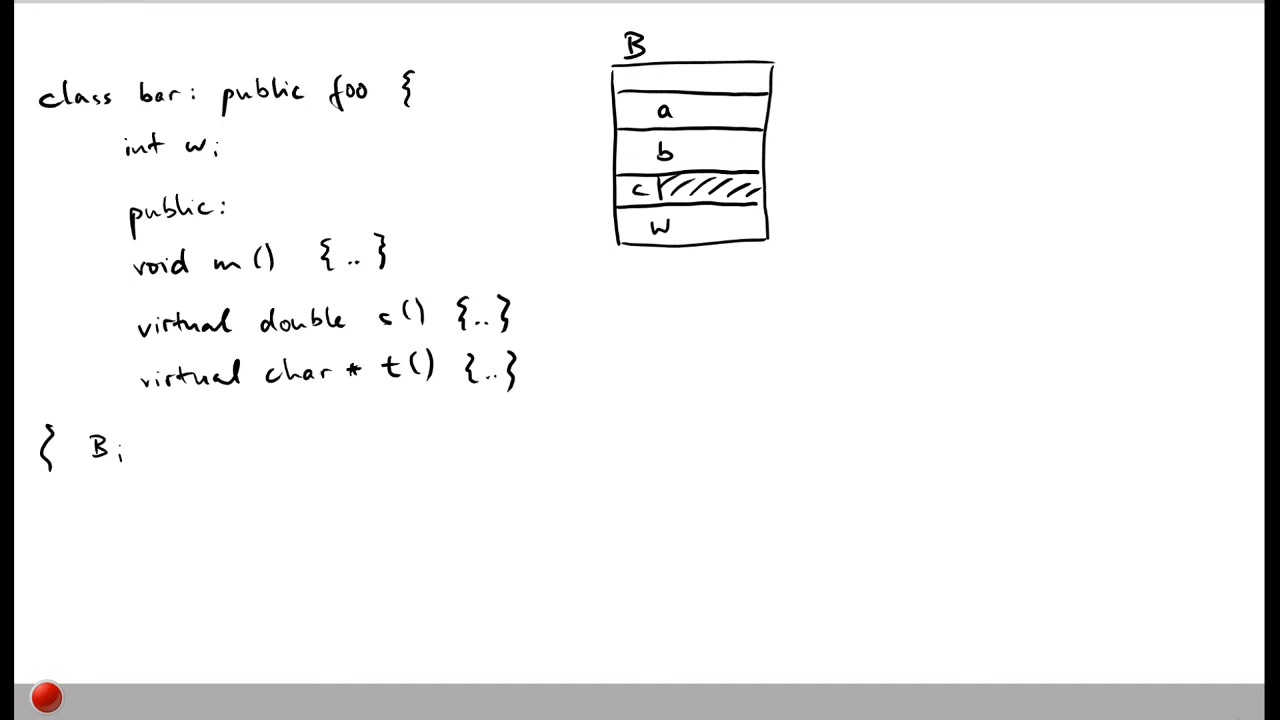 class bar: public foo {
int w;
public:
void m() {..}
virtual double s() {..}
virtual char * t() {..}
{ B;
B
a
b
c
w